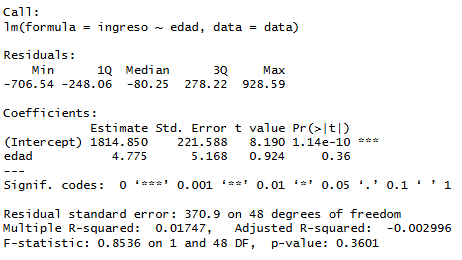 Call:
lm(formula = ingreso ~ edad, data = data)
Residuals:
    Min      1Q  Median      3Q     Max
-706.54 -248.06  -80.25  278.22  928.59
Coefficients:
            Estimate Std. Error t value Pr(>|t|)
(Intercept) 1814.850    221.588   8.190 1.14e-10 ***
edad           4.775      5.168   0.924     0.36
---
Signif. codes:  0 ‘***’ 0.001 ‘**’ 0.01 ‘*’ 0.05 ‘.’ 0.1 ‘ ’ 1
Residual standard error: 370.9 on 48 degrees of freedom
Multiple R-squared:  0.01747,   Adjusted R-squared:  -0.002996
F-statistic: 0.8536 on 1 and 48 DF,  p-value: 0.3601